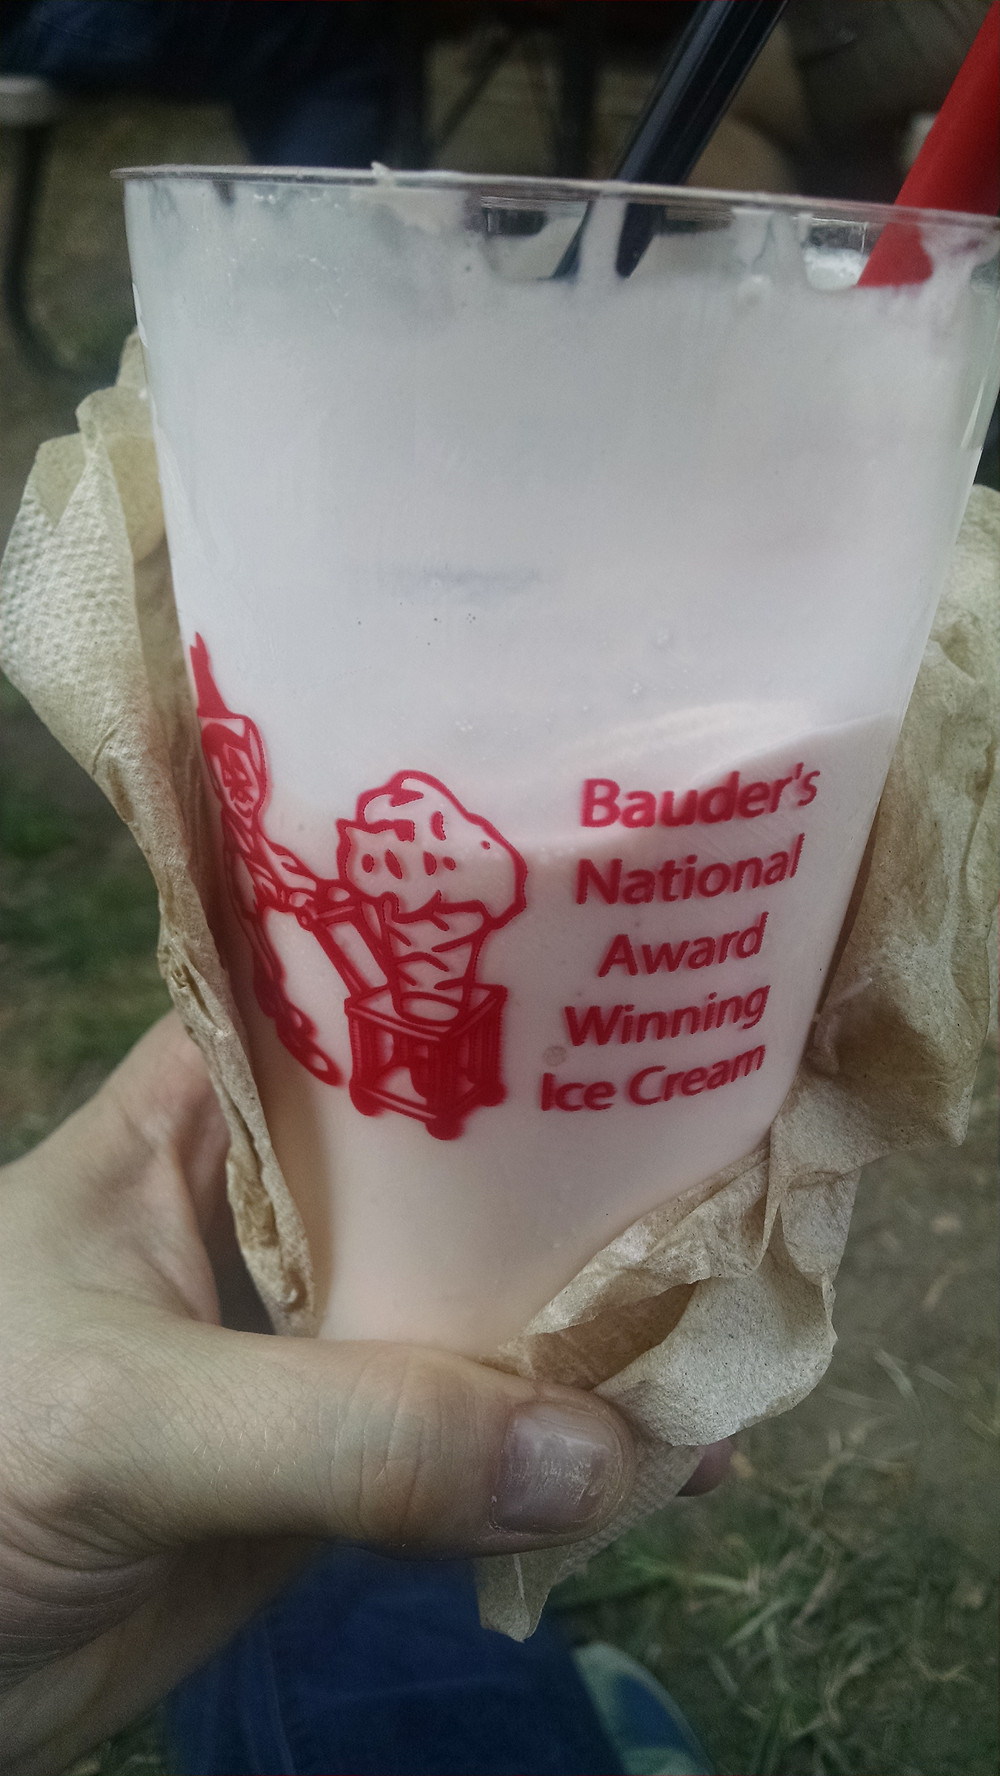 Bauder's
National
Award
Winning
Ice Cream